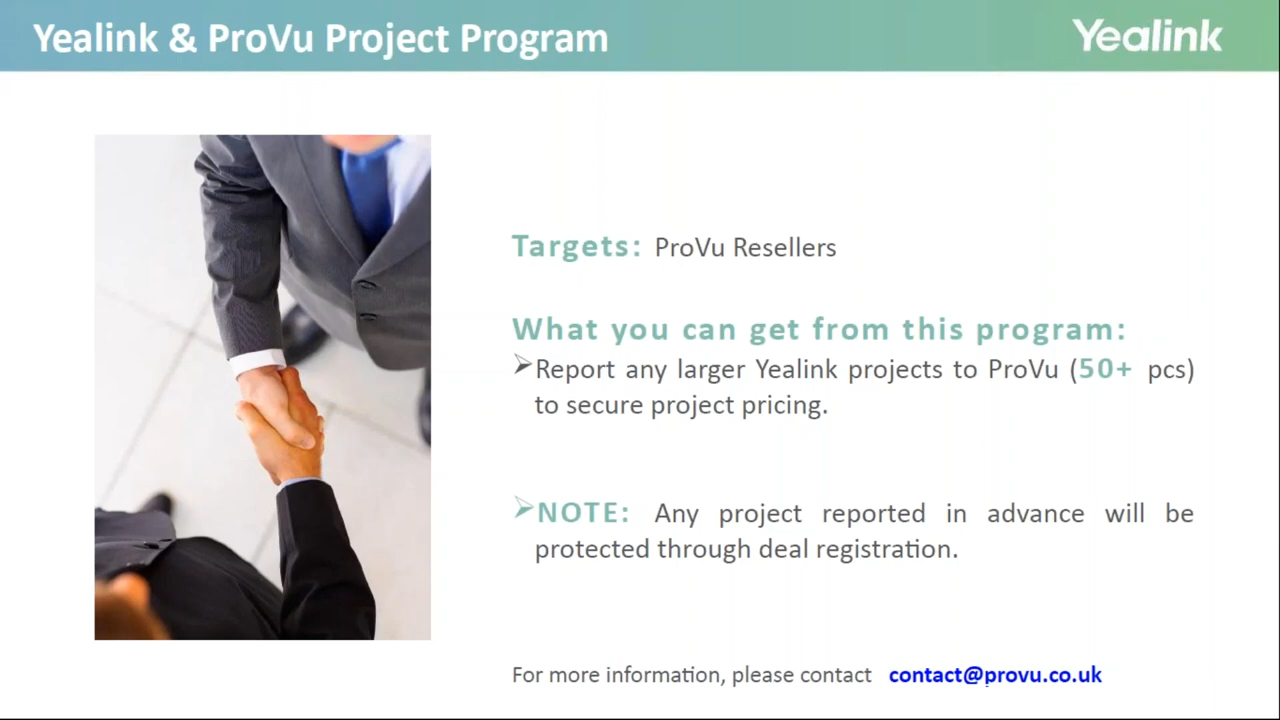 Yealink & ProVu Project Program
Yealink
Targets: ProVu Resellers
What you can get from this program:
➢Report any larger Yealink projects to ProVu (50+ pcs)
to secure project pricing.
➢NOTE: Any project reported in advance will be
protected through deal registration.
For more information, please contact contact@provu.co.uk